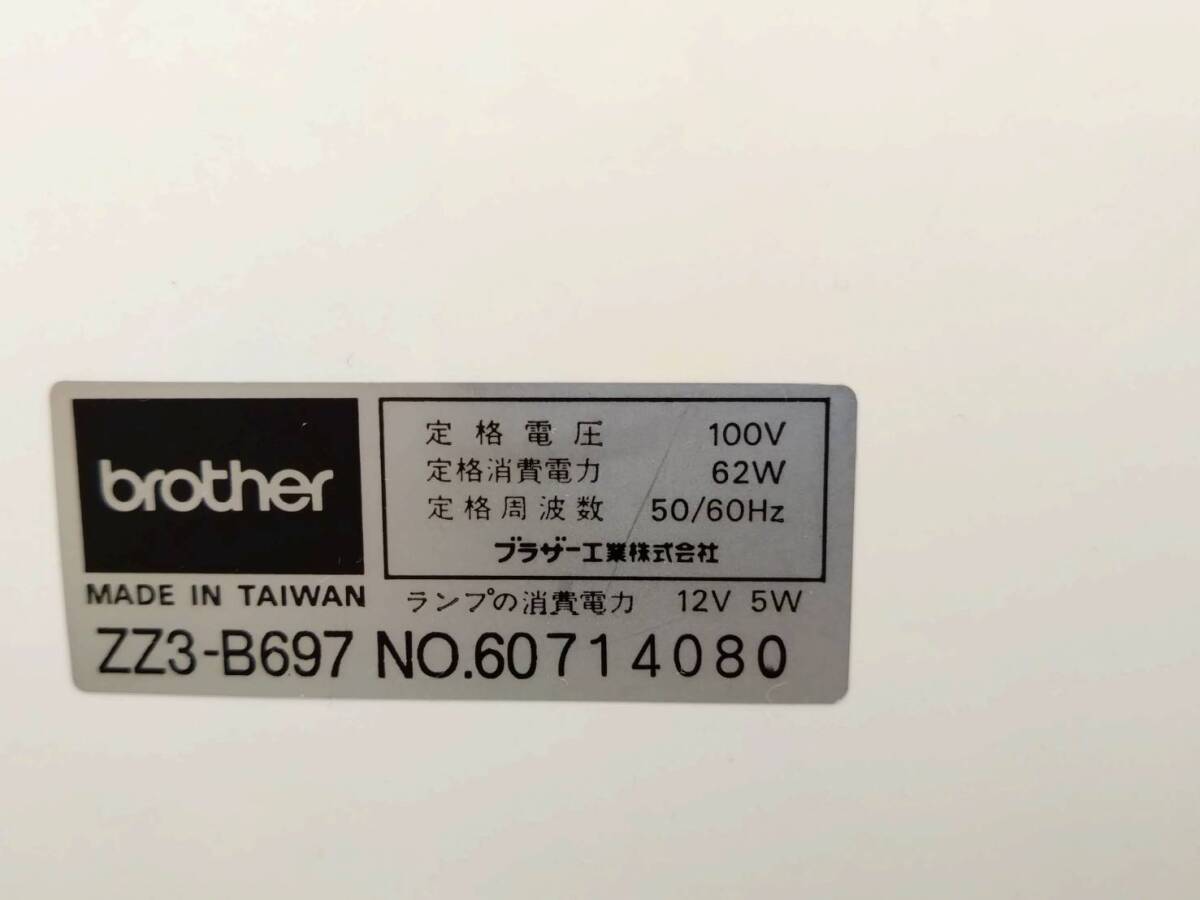 brother
定格電圧 100V
定格消費電力 62W
定格周波数 50/60Hz
ブラザー工業株式会社
MADE IN TAIWAN ランプの消費電力 12V 5W
ZZ3-B697 NO.60714080